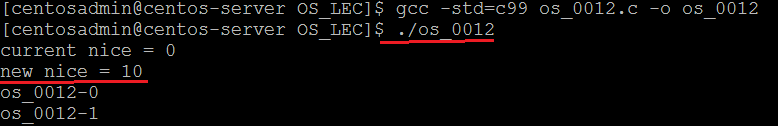 [centosadmin@centos-server OS_LEC]$ gcc -std=c99 os_0012.c -o os_0012
[centosadmin@centos-server OS_LEC]$ ./os_0012
current nice = 0
new nice = 10
os_0012-0
os_0012-1